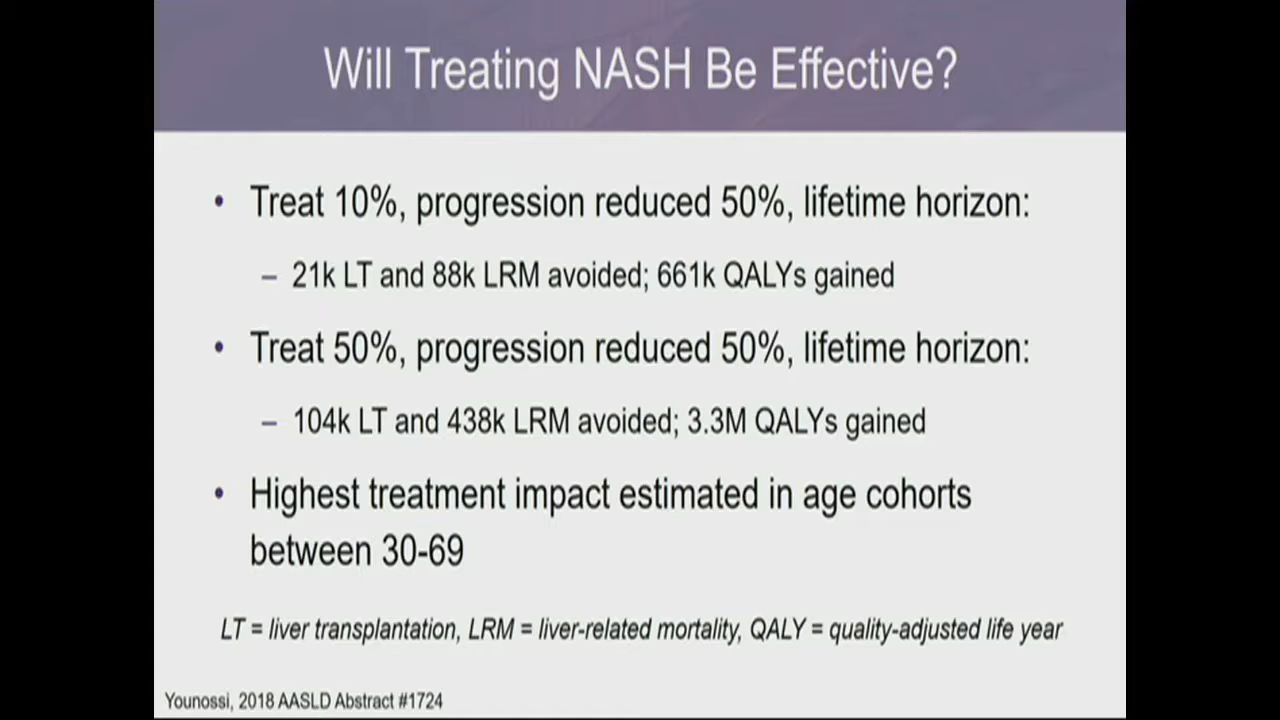 Will Treating NASH Be Effective?
• Treat 10%, progression reduced 50%, lifetime horizon:
– 21k LT and 88k LRM avoided; 661k QALYs gained
• Treat 50%, progression reduced 50%, lifetime horizon:
– 104k LT and 438k LRM avoided; 3.3M QALYs gained
• Highest treatment impact estimated in age cohorts
between 30-69
LT = liver transplantation, LRM = liver-related mortality, QALY = quality-adjusted life year
Younossi, 2018 AASLD Abstract #1724